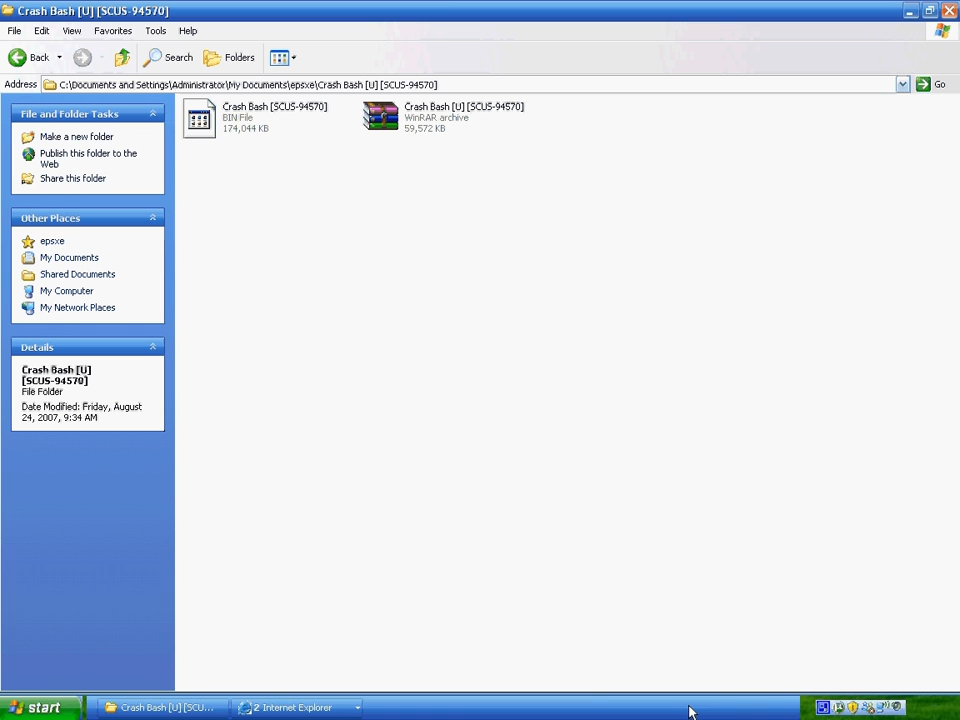 Crash Bash [U] [SCUS-94570]
File Edit View Favorites Tools Help
Back Search Folders
Address C:\Documents and Settings\Administrator\My Documents\epsxe\Crash Bash [U] [SCUS-94570] Go
File and Folder Tasks
Make a new folder
Publish this folder to the
Web
Share this folder
Other Places
epsxe
My Documents
Shared Documents
My Computer
My Network Places
Details
Crash Bash [U]
[SCUS-94570]
File Folder
Date Modified: Friday, August
24, 2007, 9:34 AM
Crash Bash [SCUS-94570]
BIN File
174,044 KB
Crash Bash [U] [SCUS-94570]
WinRAR archive
59,572 KB
start Crash Bash [U] [SCU... 2 Internet Explorer